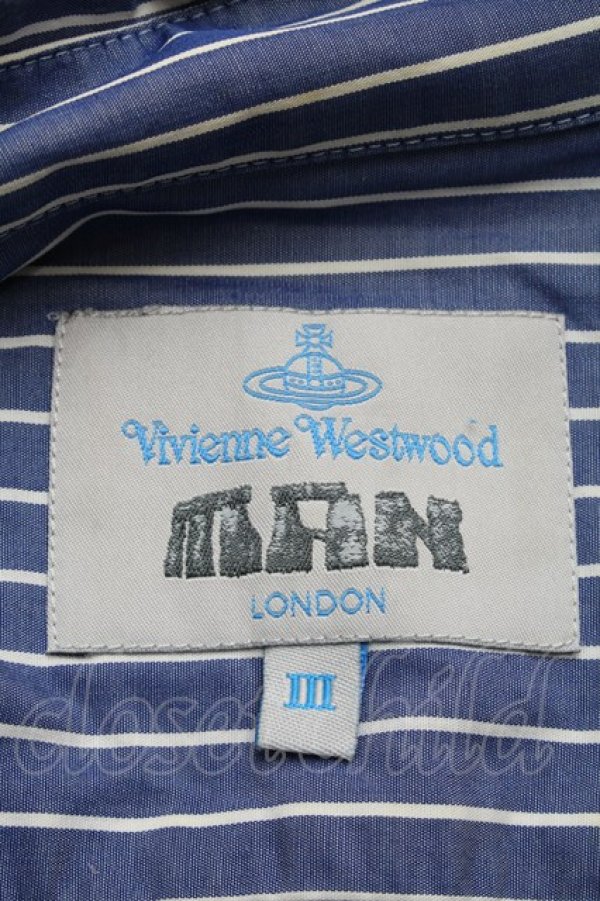 Vivienne Westwood
MAN
LONDON
III
closet child